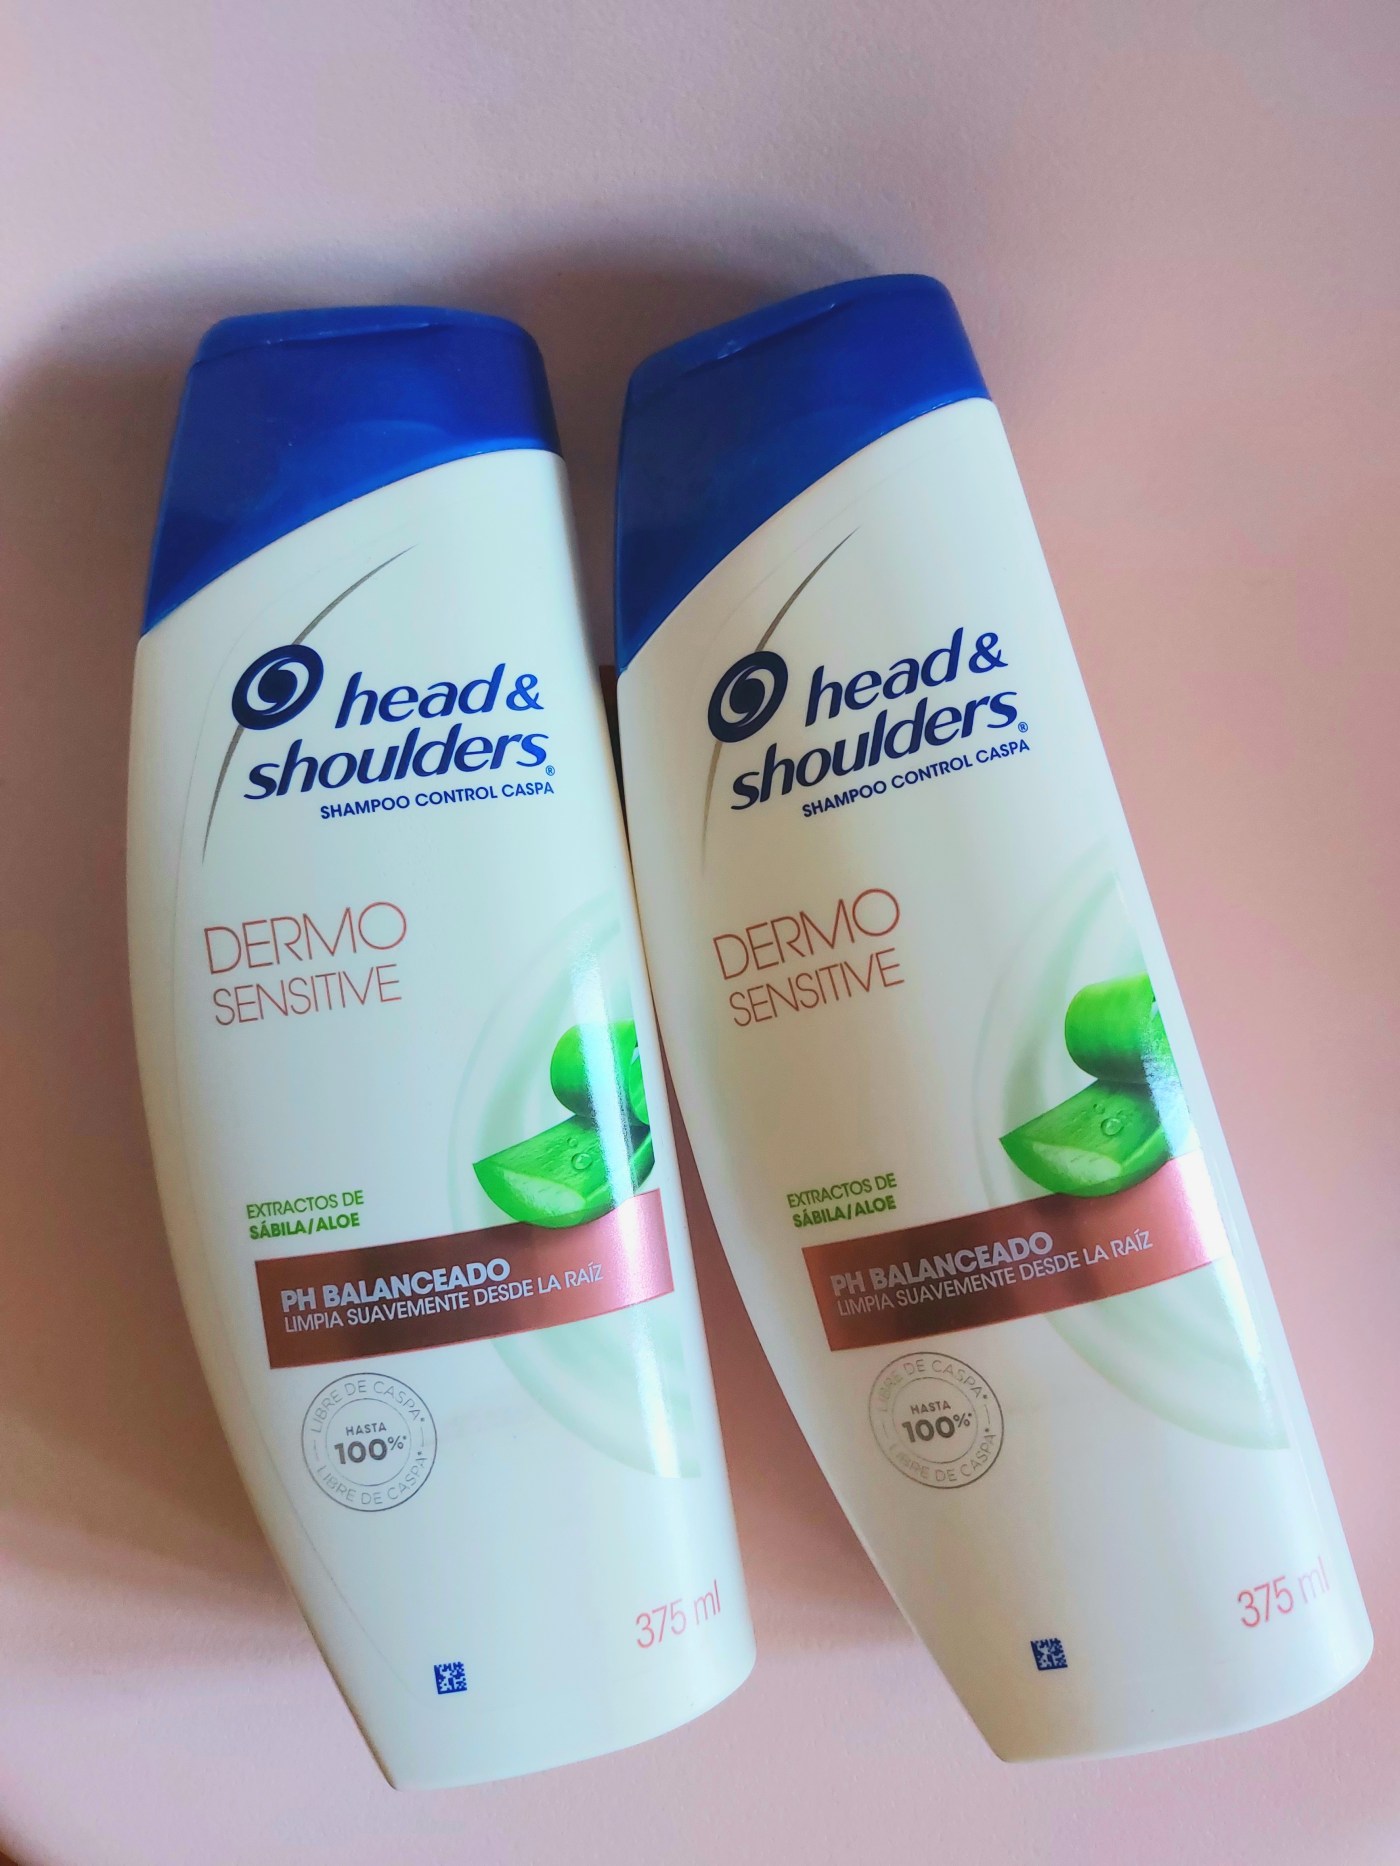 head &
shoulders®
SHAMPOO CONTROL CASPA
DERMO
SENSITIVE
EXTRACTOS DE
SÁBILA/ALOE
PH BALANCEADO
LIMPIA SUAVEMENTE DESDE LA RAÍZ
LIBRE DE CASPA*
HASTA
100%*
LIBRE DE CASPA*
375 ml
head &
shoulders®
SHAMPOO CONTROL CASPA
DERMO
SENSITIVE
EXTRACTOS DE
SÁBILA/ALOE
PH BALANCEADO
LIMPIA SUAVEMENTE DESDE LA RAÍZ
LIBRE DE CASPA*
HASTA
100%*
LIBRE DE CASPA*
375 ml